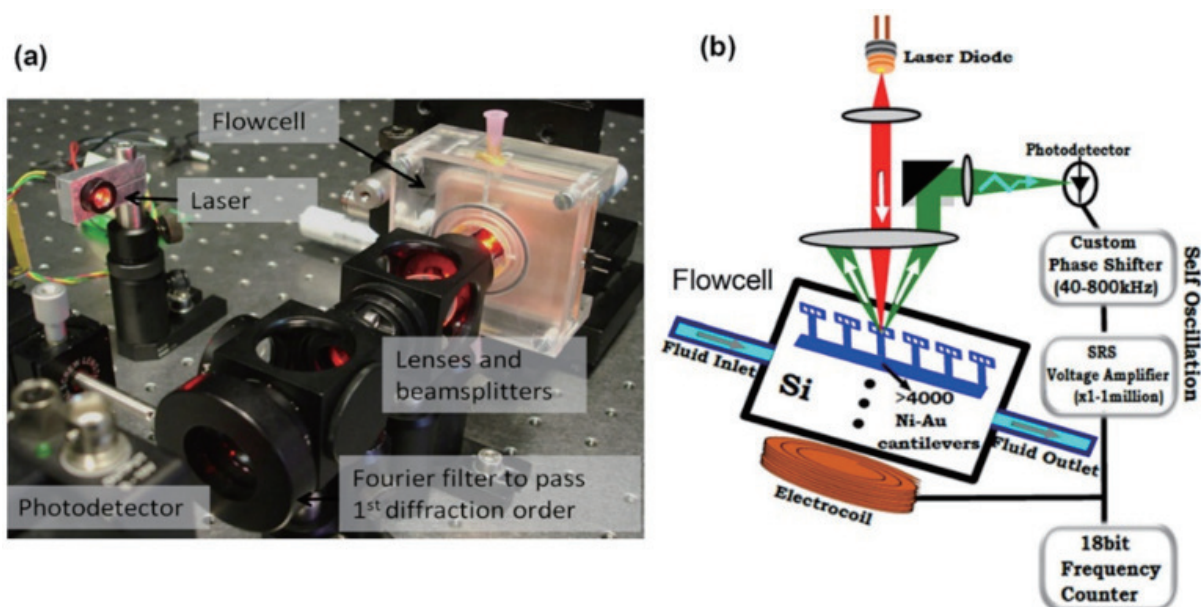 (a)
Flowcell
Laser
Lenses and
beamsplitters
Fourier filter to pass
1st diffraction order
Photodetector
(b)
Laser Diode
Photodetector
Custom
Phase Shifter
(40-800kHz)
Self Oscillation
SRS
Voltage Amplifier
(x1-1million)
18bit
Frequency
Counter
Flowcell
Fluid Inlet
Si
>4000
Ni-Au
cantilevers
Fluid Outlet
Electrocoil